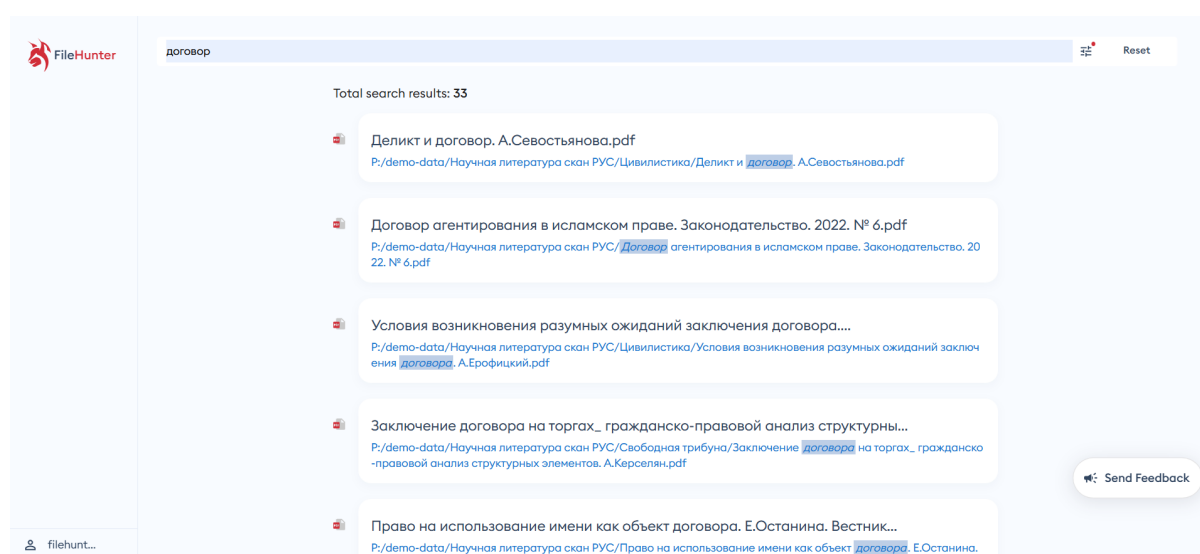 FileHunter
договор
Reset
Total search results: 33
Деликт и договор. А.Севостьянова.pdf
P:/demo-data/Научная литература скан РУС/Цивилистика/Деликт и договор. А.Севостьянова.pdf
Договор агентирования в исламском праве. Законодательство. 2022. № 6.pdf
P:/demo-data/Научная литература скан РУС/Договор агентирования в исламском праве. Законодательство. 20
22. № 6.pdf
Условия возникновения разумных ожиданий заключения договора....
P:/demo-data/Научная литература скан РУС/Цивилистика/Условия возникновения разумных ожиданий заключ
ения договора. А.Ерофицкий.pdf
Заключение договора на торгах_ гражданско-правовой анализ структурны...
P:/demo-data/Научная литература скан РУС/Свободная трибуна/Заключение договора на торгах_ гражданско
-правовой анализ структурных элементов. А.Керселян.pdf
Send Feedback
Право на использование имени как объект договора. Е.Останина. Вестник...
P:/demo-data/Научная литература скан РУС/Право на использование имени как объект договора. Е.Останина.
filehunt...